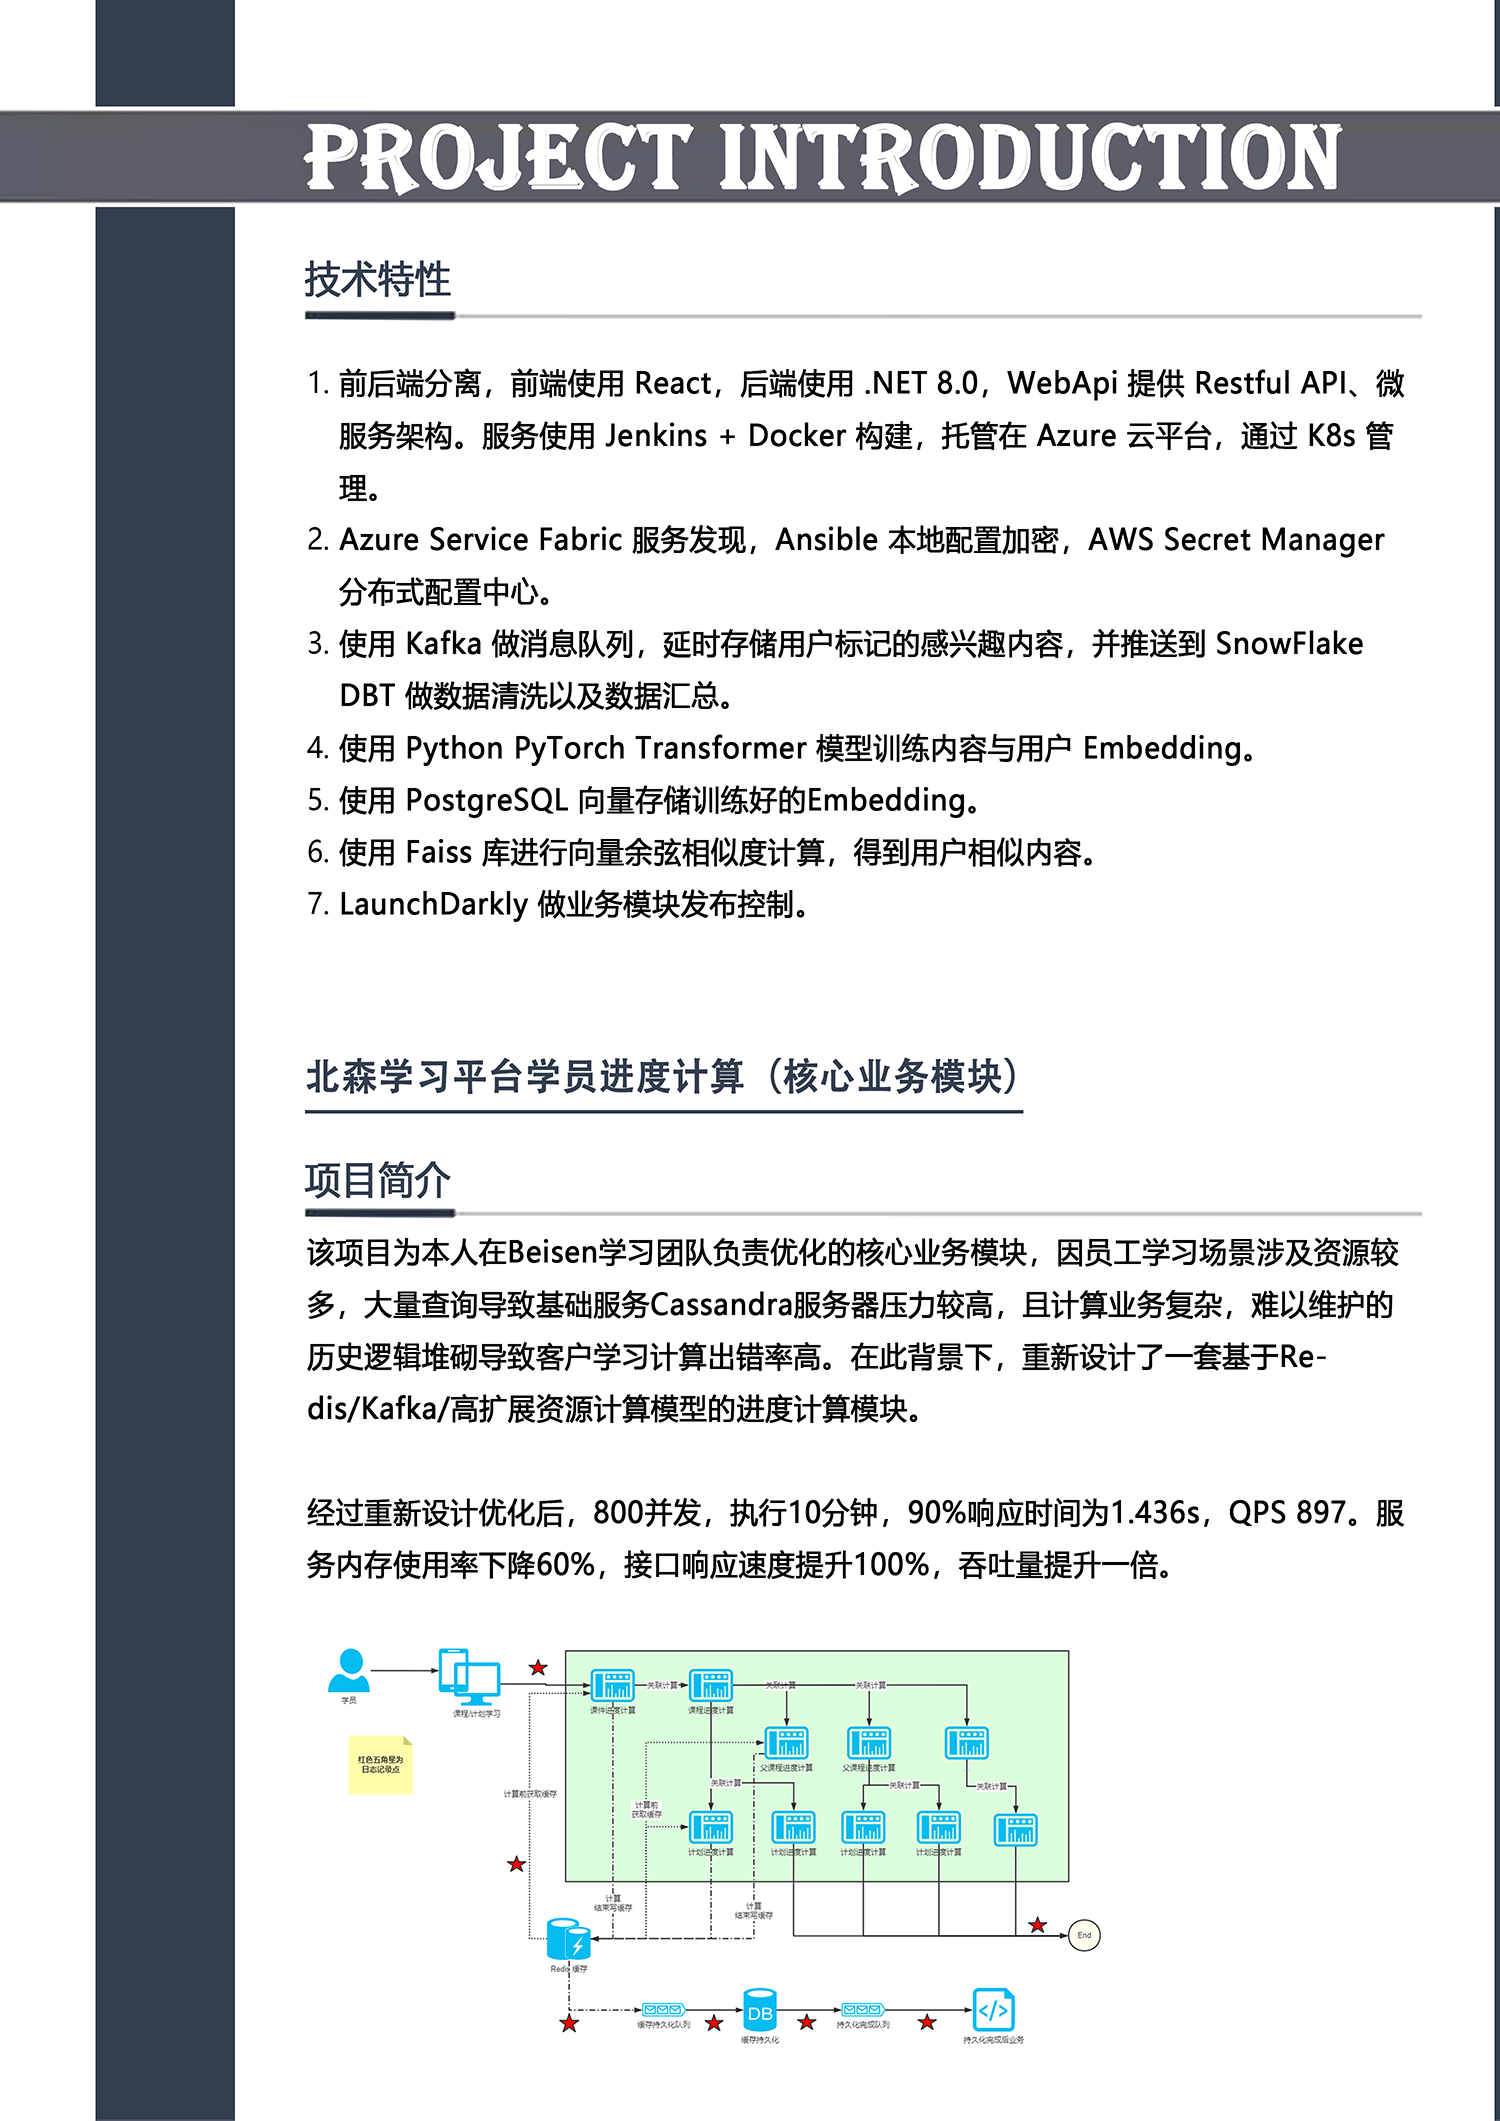 PROJECT INTRODUCTION
技术特性
1. 前后端分离，前端使用 React，后端使用 .NET 8.0，WebApi 提供 Restful API、微
服务架构。服务使用 Jenkins + Docker 构建，托管在 Azure 云平台，通过 K8s 管
理。
2. Azure Service Fabric 服务发现，Ansible 本地配置加密，AWS Secret Manager
分布式配置中心。
3. 使用 Kafka 做消息队列，延时存储用户标记的感兴趣内容，并推送到 SnowFlake
DBT 做数据清洗以及数据汇总。
4. 使用 Python PyTorch Transformer 模型训练内容与用户 Embedding。
5. 使用 PostgreSQL 向量存储训练好的Embedding。
6. 使用 Faiss 库进行向量余弦相似度计算，得到用户相似内容。
7. LaunchDarkly 做业务模块发布控制。
北森学习平台学员进度计算（核心业务模块）
项目简介
该项目为本人在Beisen学习团队负责优化的核心业务模块，因员工学习场景涉及资源较
多，大量查询导致基础服务Cassandra服务器压力较高，且计算业务复杂，难以维护的
历史逻辑堆砌导致客户学习计算出错率高。在此背景下，重新设计了一套基于Re-
dis/Kafka/高扩展资源计算模型的进度计算模块。
经过重新设计优化后，800并发，执行10分钟，90%响应时间为1.436s，QPS 897。服
务内存使用率下降60%，接口响应速度提升100%，吞吐量提升一倍。
学员
课程/计划学习
课件进度计算
关联计算
课程进度计算
关联计算
关联计算
红色五角星为
日志记录点
父课程进度计算
父课程进度计算
关联计算
关联计算
关联计算
计算前获取缓存
计算前
获取缓存
计划进度计算
计划进度计算
计划进度计算
计划进度计算
计算
结束写缓存
计算
结束写缓存
End
Redis 缓存
缓存持久化队列
DB
缓存持久化
持久化完成队列
</>
持久化完成后业务